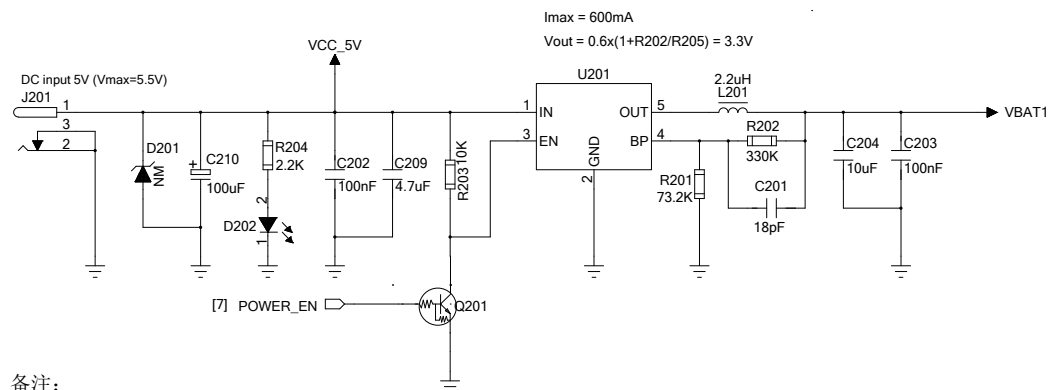 Imax = 600mA
Vout = 0.6x(1+R202/R205) = 3.3V
VCC_5V
DC input 5V (Vmax=5.5V)
J201
1
3
2
D201
NM
C210
100uF
R204
2.2K
2
D202
1
C202
100nF
C209
4.7uF
R203
10K
U201
1
IN
3
EN
GND
2
OUT
5
BP
4
2.2uH
L201
R202
330K
R201
73.2K
C201
18pF
C204
10uF
C203
100nF
VBAT1
[7]
POWER_EN
Q201
备注：